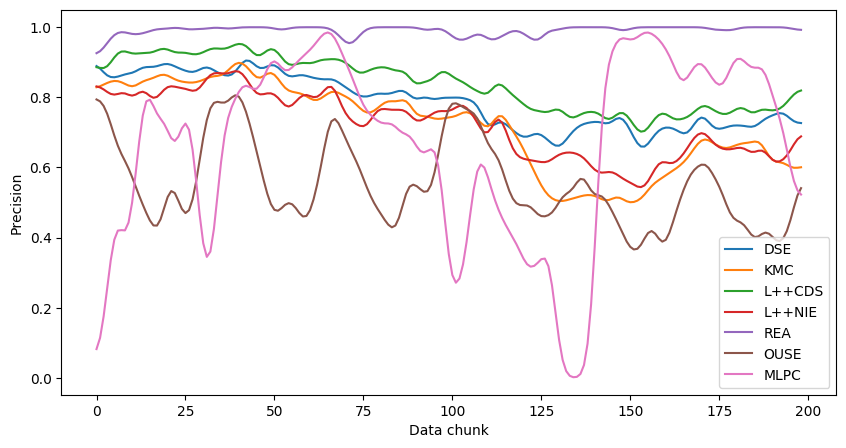 1.0
0.8
0.6
0.4
0.2
0.0
Precision
0 25 50 75 100 125 150 175 200
Data chunk
DSE
KMC
L++CDS
L++NIE
REA
OUSE
MLPC